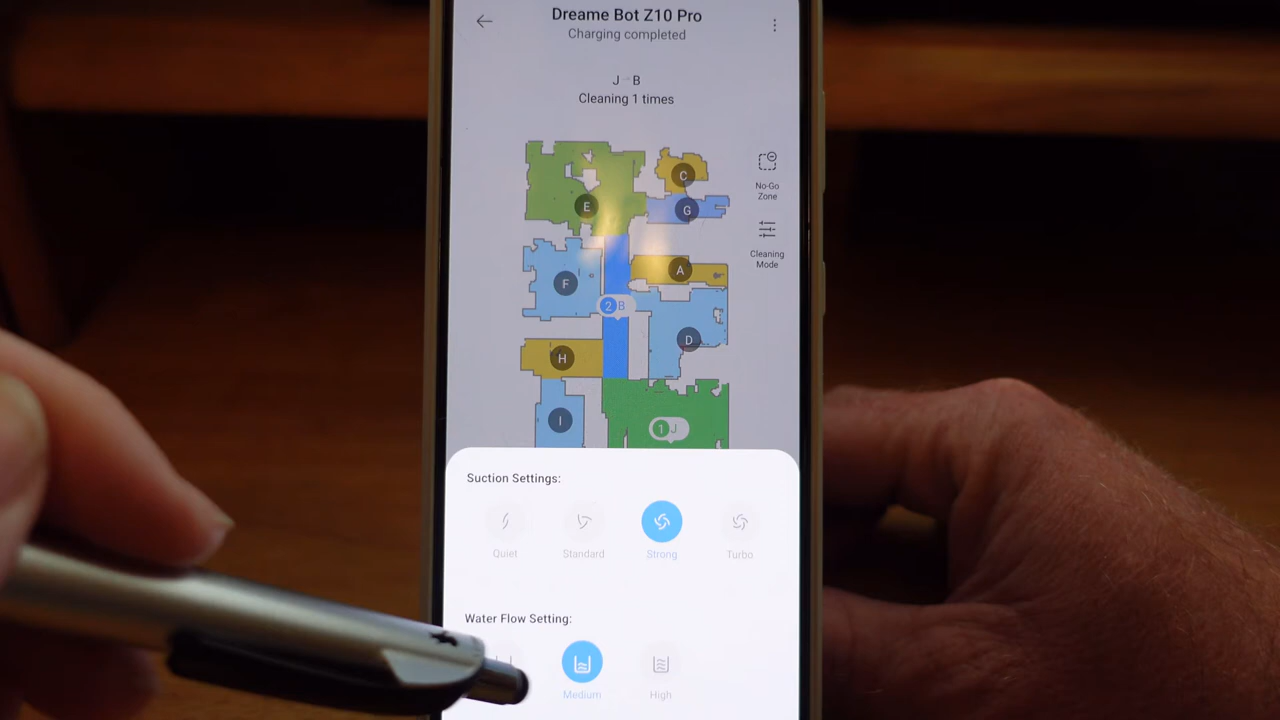 Dreame Bot Z10 Pro
Charging completed
J B
Cleaning 1 times
No-Go
Zone
Cleaning
Mode
E
C
G
F
A
2 B
D
H
I
1 J
Suction Settings:
Quiet
Standard
Strong
Turbo
Water Flow Setting:
Medium
High